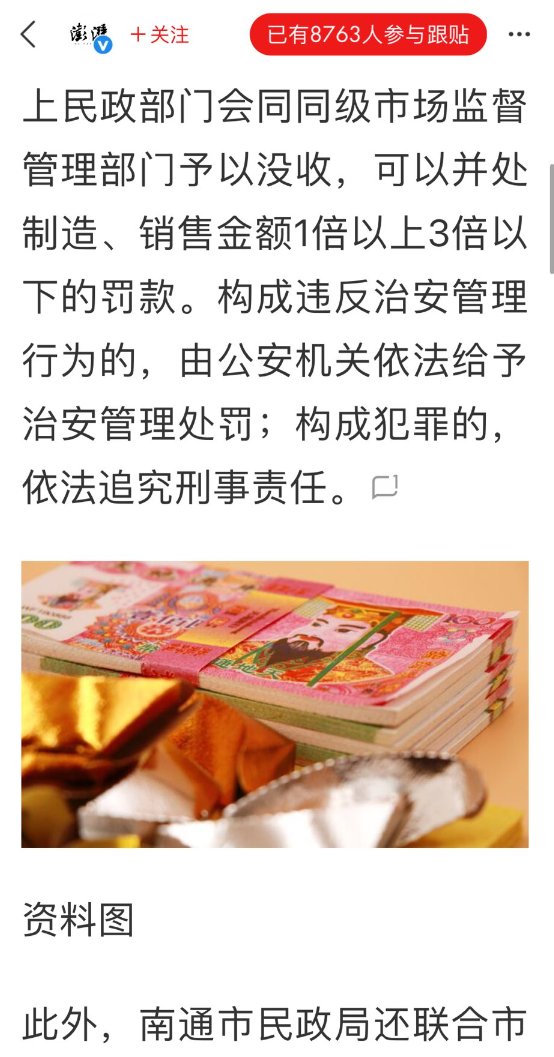 澎湃
+关注
已有8763人参与跟贴
上民政部门会同同级市场监督
管理部门予以没收，可以并处
制造、销售金额1倍以上3倍以
下的罚款。构成违反治安管理
行为的，由公安机关依法给予
治安管理处罚；构成犯罪的，
依法追究刑事责任。
1
资料图
此外，南通市民政局还联合市